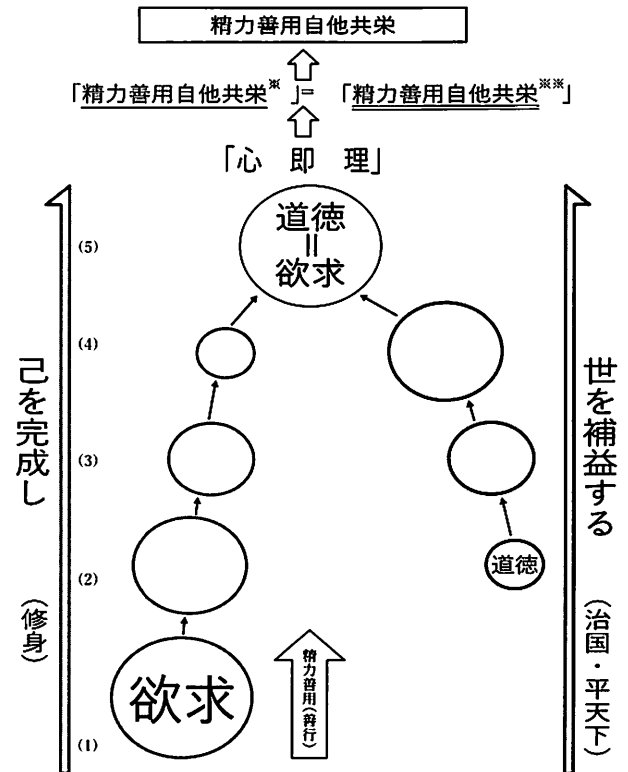 精力善用自他共栄
「精力善用自他共栄※」=「精力善用自他共栄※※」
「心 即 理」
道徳
||
欲求
(5)
(4)
(3)
(2)
(1)
己を完成し
(修身)
世を補益する
(治国・平天下)
道徳
欲求
精力善用(善行)